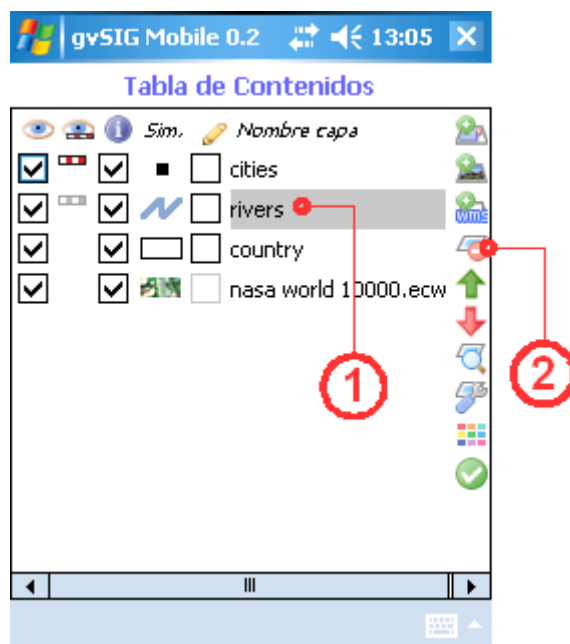 gvSIG Mobile 0.2 13:05
Tabla de Contenidos
Sim. Nombre capa
cities
rivers
wms
country
nasa world 10000.ecw
1
2